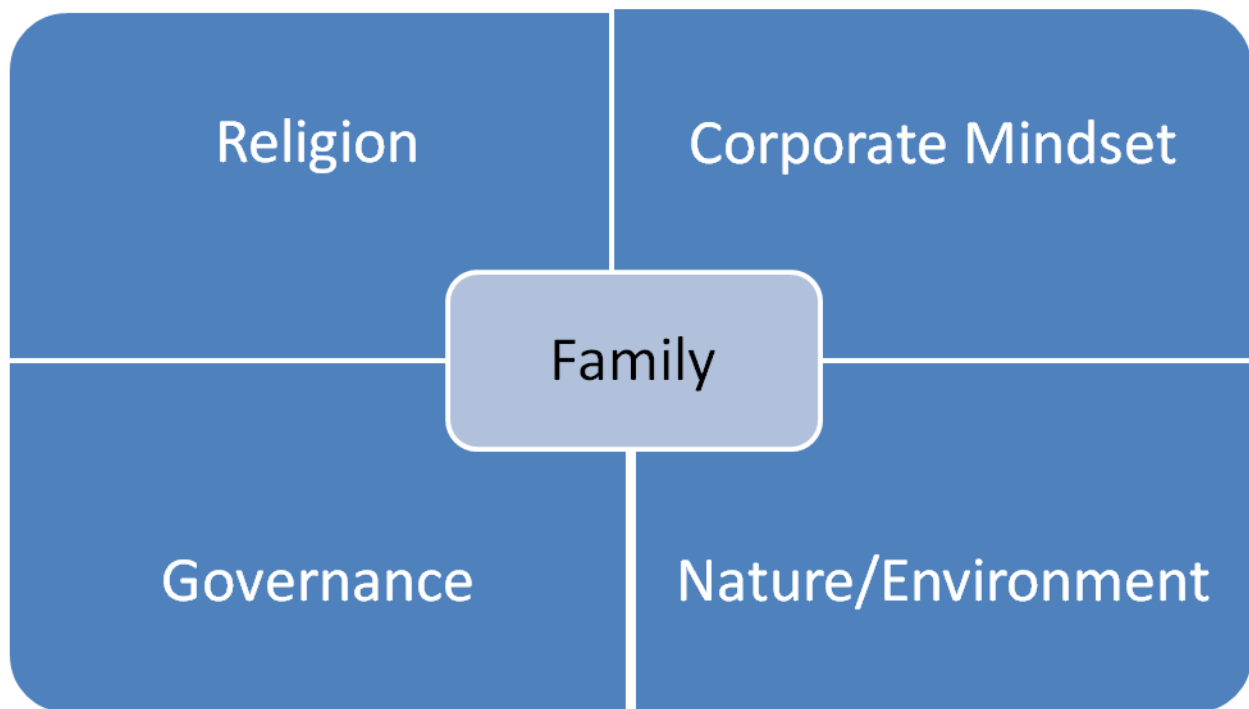 Religion
Corporate Mindset
Family
Governance
Nature/Environment